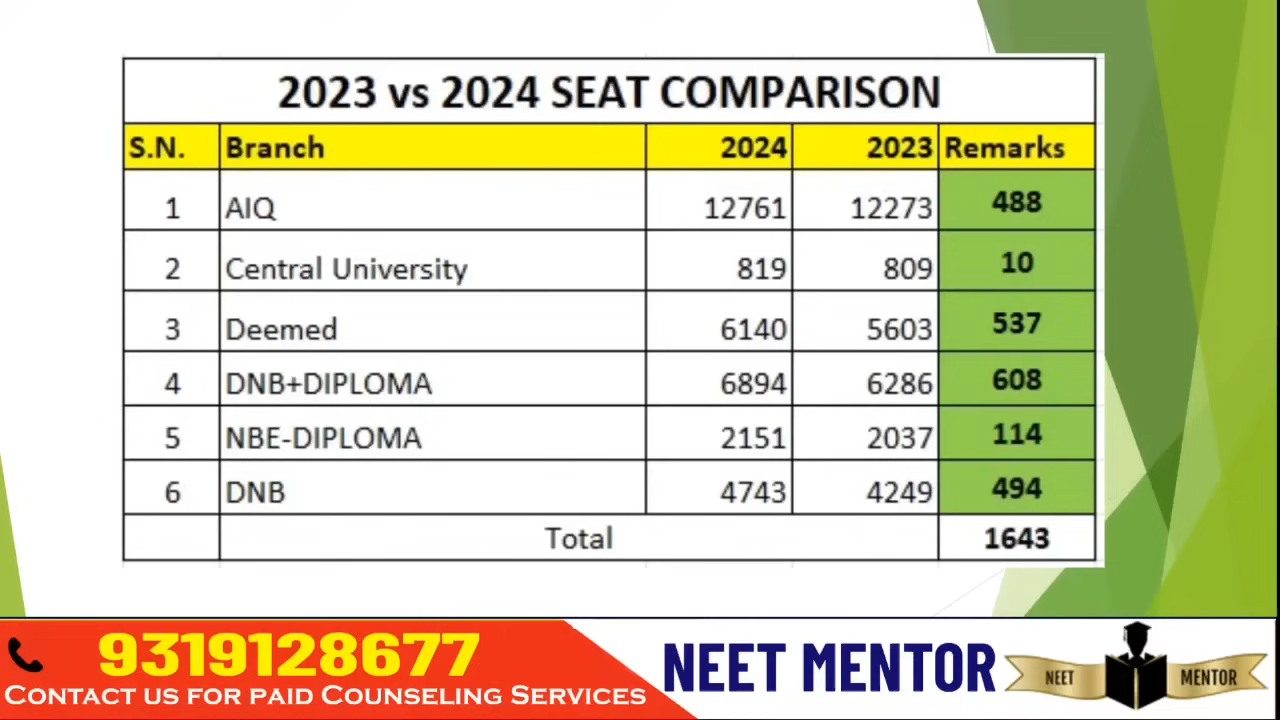 2023 vs 2024 SEAT COMPARISON
S.N. Branch 2024 2023 Remarks
1 AIQ 12761 12273 488
2 Central University 819 809 10
3 Deemed 6140 5603 537
4 DNB+DIPLOMA 6894 6286 608
5 NBE-DIPLOMA 2151 2037 114
6 DNB 4743 4249 494
Total 1643
9319128677
CONTACT US FOR PAID COUNSELING SERVICES
NEET MENTOR
NEET MENTOR